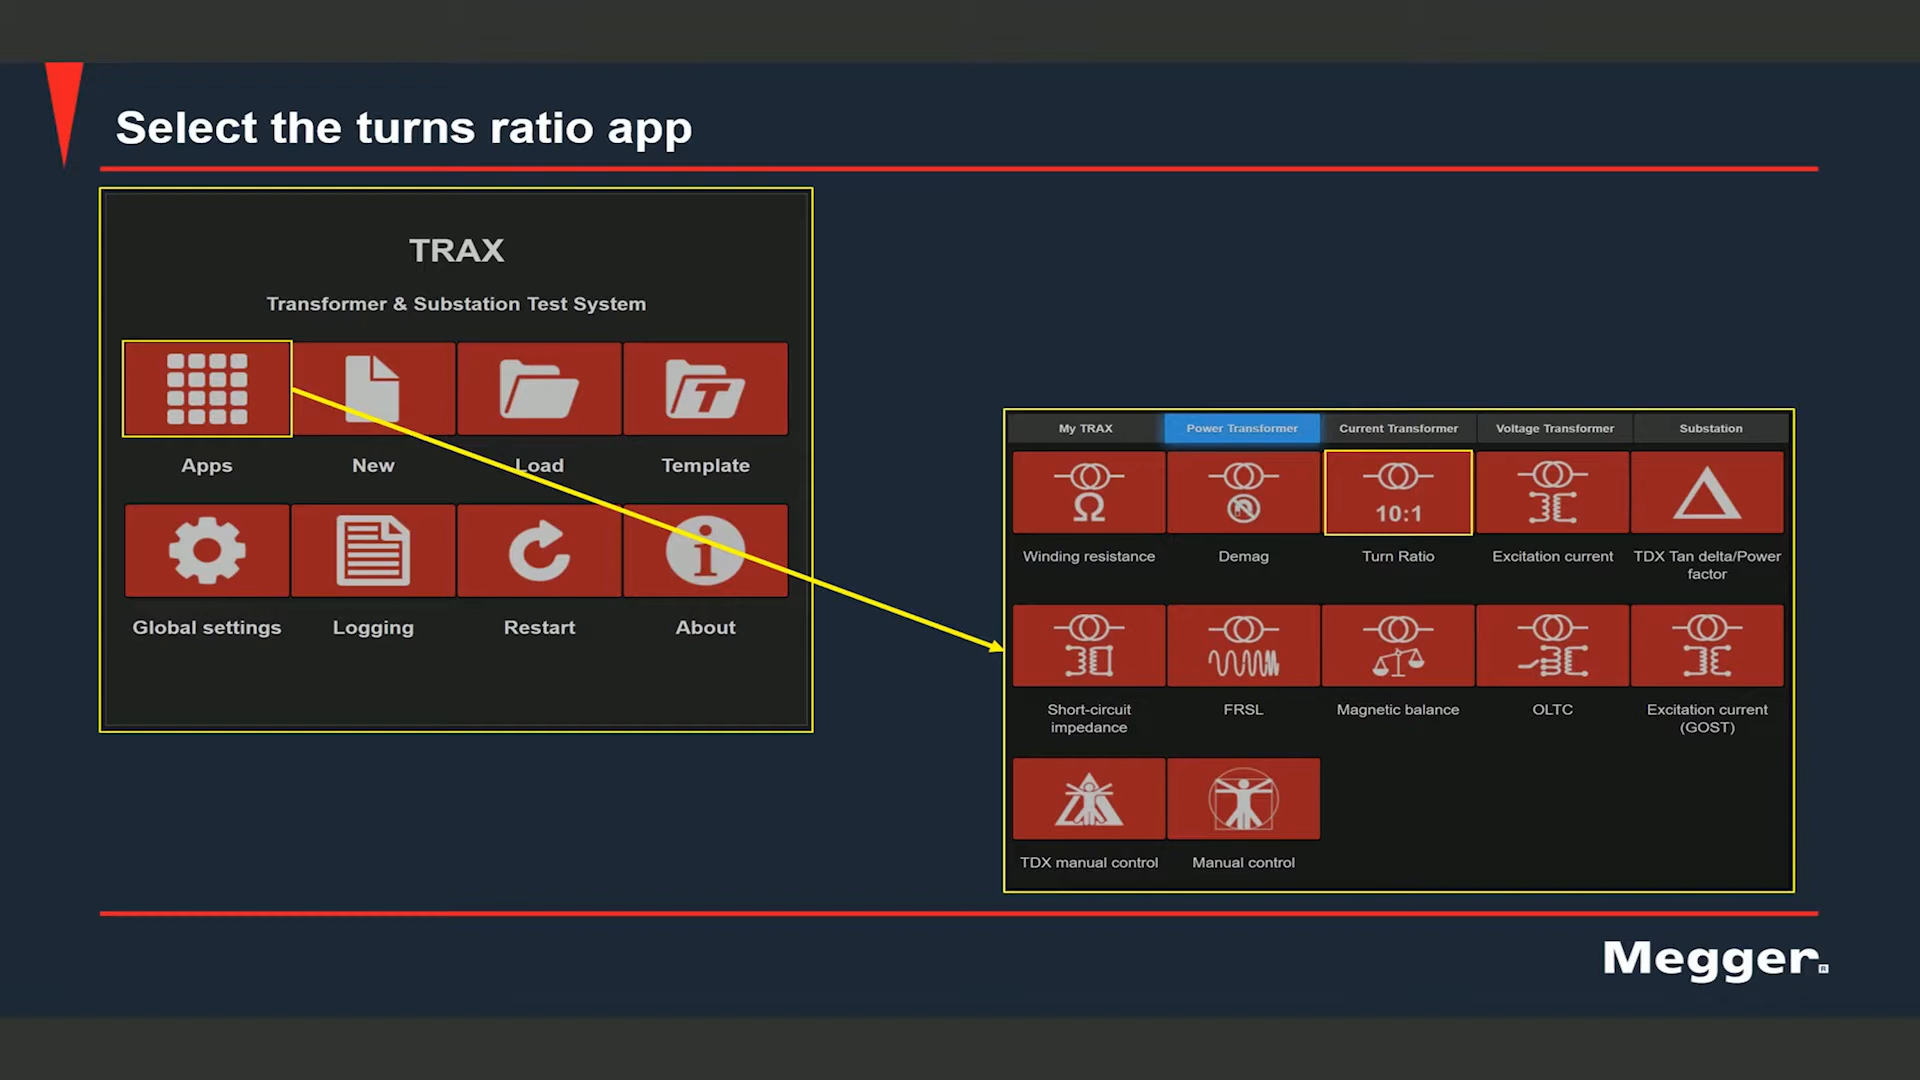 Select the turns ratio app
TRAX
Transformer & Substation Test System
Apps
New
Load
Template
T
i
Global settings
Logging
Restart
About
My TRAX
Power Transformer
Current Transformer
Voltage Transformer
Substation
Ω
10:1
Winding resistance
Demag
Turn Ratio
Excitation current
TDX Tan delta/Power
factor
Short-circuit
impedance
FRSL
Magnetic balance
OLTC
Excitation current
(GOST)
TDX manual control
Manual control
Megger.
R